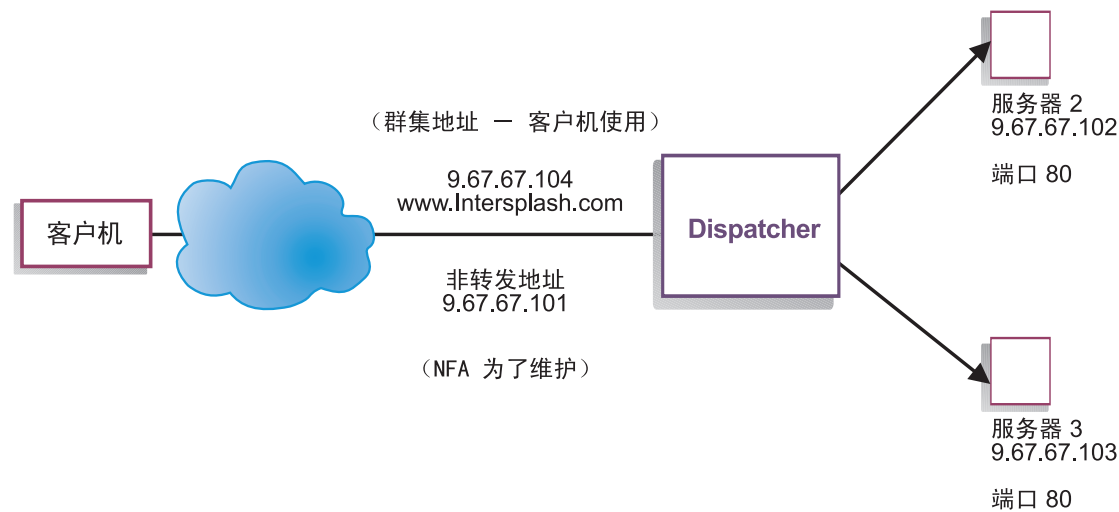 （群集地址 — 客户机使用）
9.67.67.104
www.Intersplash.com
客户机
Dispatcher
非转发地址
9.67.67.101
（NFA 为了维护）
服务器 2
9.67.67.102
端口 80
服务器 3
9.67.67.103
端口 80